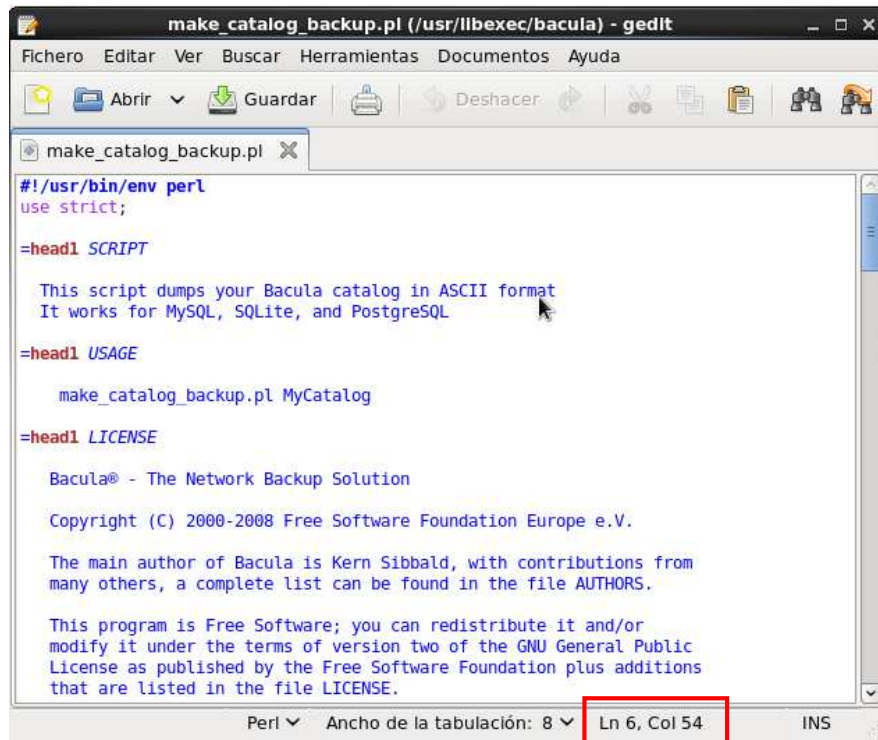 make_catalog_backup.pl (/usr/libexec/bacula) - gedit
Fichero Editar Ver Buscar Herramientas Documentos Ayuda
Abrir Guardar Deshacer
make_catalog_backup.pl
#!/usr/bin/env perl
use strict;
=head1 SCRIPT
This script dumps your Bacula catalog in ASCII format
It works for MySQL, SQLite, and PostgreSQL
=head1 USAGE
make_catalog_backup.pl MyCatalog
=head1 LICENSE
Bacula® - The Network Backup Solution
Copyright (C) 2000-2008 Free Software Foundation Europe e.V.
The main author of Bacula is Kern Sibbald, with contributions from
many others, a complete list can be found in the file AUTHORS.
This program is Free Software; you can redistribute it and/or
modify it under the terms of version two of the GNU General Public
License as published by the Free Software Foundation plus additions
that are listed in the file LICENSE.
Perl Ancho de la tabulación: 8 Ln 6, Col 54 INS